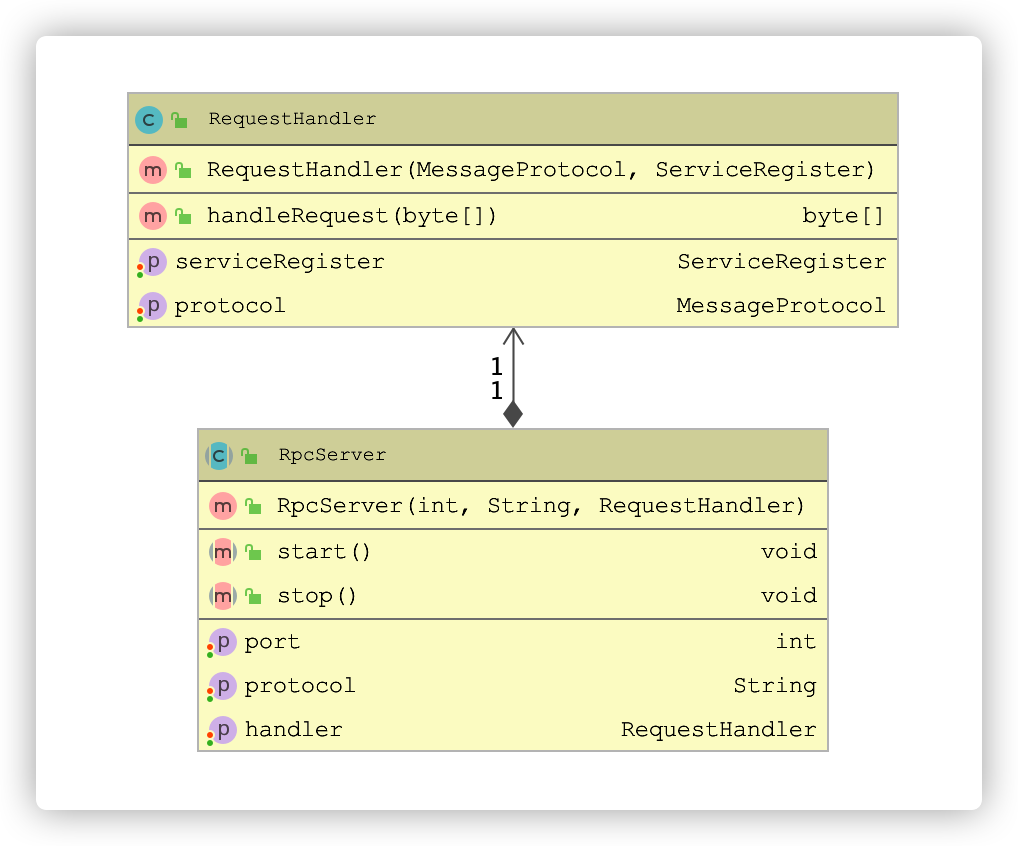 C RequestHandler
m RequestHandler(MessageProtocol, ServiceRegister)
m handleRequest(byte[]) byte[]
p serviceRegister ServiceRegister
p protocol MessageProtocol
1
1
C RpcServer
m RpcServer(int, String, RequestHandler)
m start() void
m stop() void
p port int
p protocol String
p handler RequestHandler